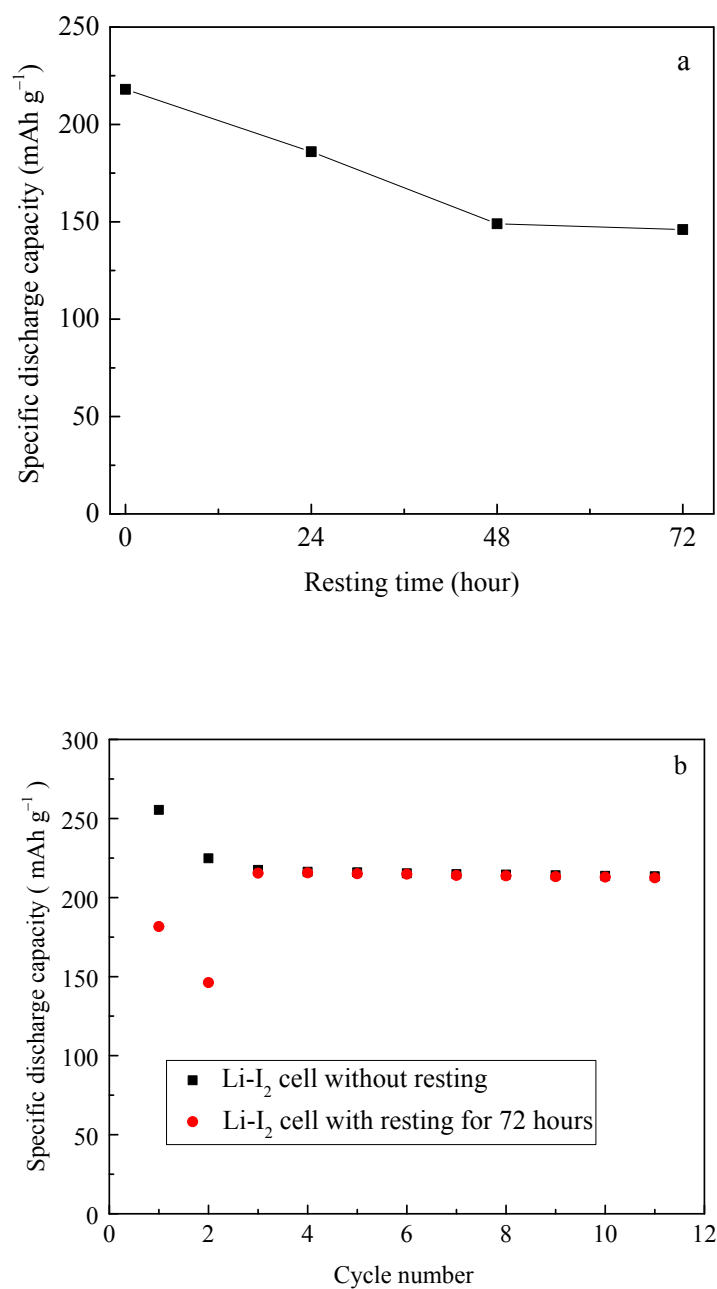 a
250
200
150
100
50
0
Specific discharge capacity (mAh g⁻¹)
0 24 48 72
Resting time (hour)
b
300
250
200
150
100
50
0
Specific discharge capacity ( mAh g⁻¹ )
Li-I₂ cell without resting
Li-I₂ cell with resting for 72 hours
0 2 4 6 8 10 12
Cycle number